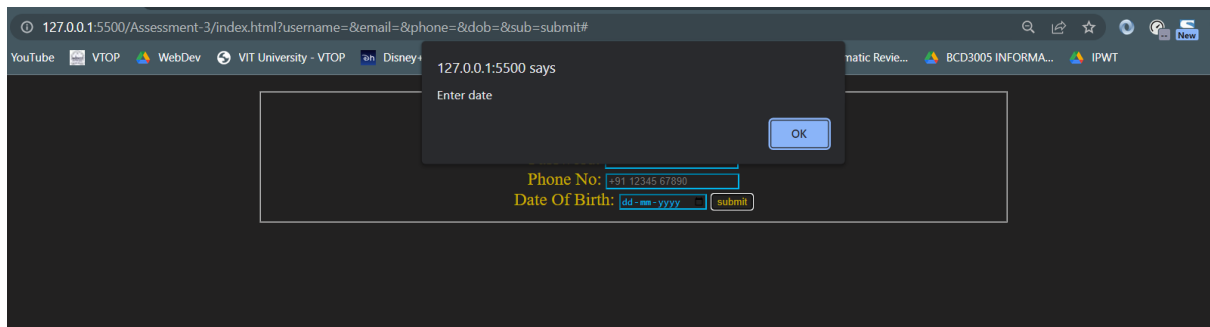 127.0.0.1:5500/Assessment-3/index.html?username=&email=&phone=&dob=&sub=submit#
New
YouTube VTOP WebDev VIT University - VTOP Disney+ matic Revie... BCD3005 INFORMA... IPWT
127.0.0.1:5500 says
Enter date
OK
Phone No: +91 12345 67890
Date Of Birth: dd-mm-yyyy submit